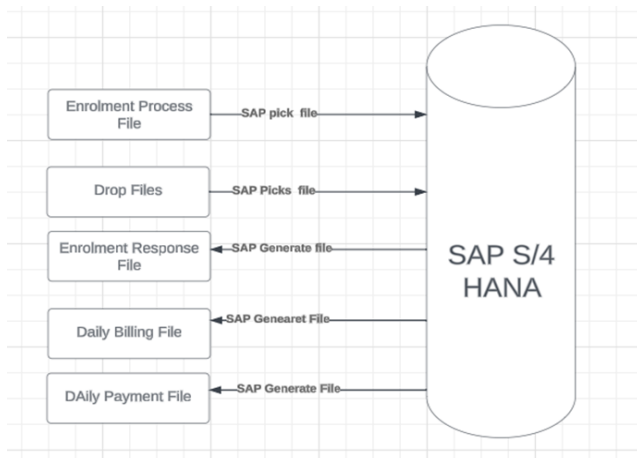 Enrolment Process
File
SAP pick file
Drop Files
SAP Picks file
Enrolment Response
File
SAP Generate file
Daily Billing File
SAP Genearet File
DAily Payment File
SAP Generate File
SAP S/4
HANA